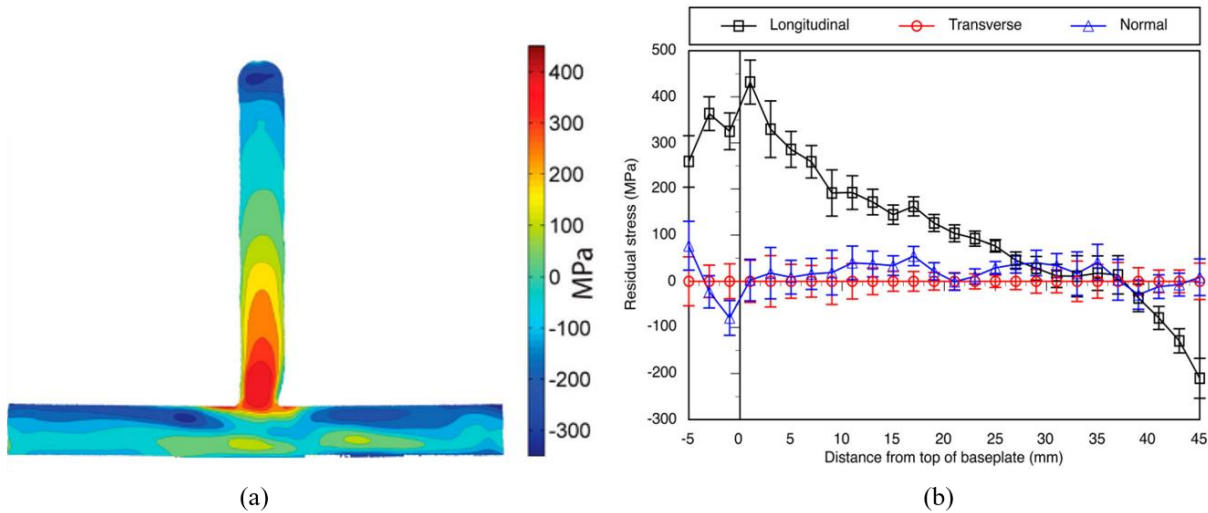 400
300
200
100
0
-100
-200
-300
MPa
(a)
Longitudinal
Transverse
Normal
500
400
300
200
100
0
-100
-200
-300
Residual stress (MPa)
-5 0 5 10 15 20 25 30 35 40 45
Distance from top of baseplate (mm)
(b)